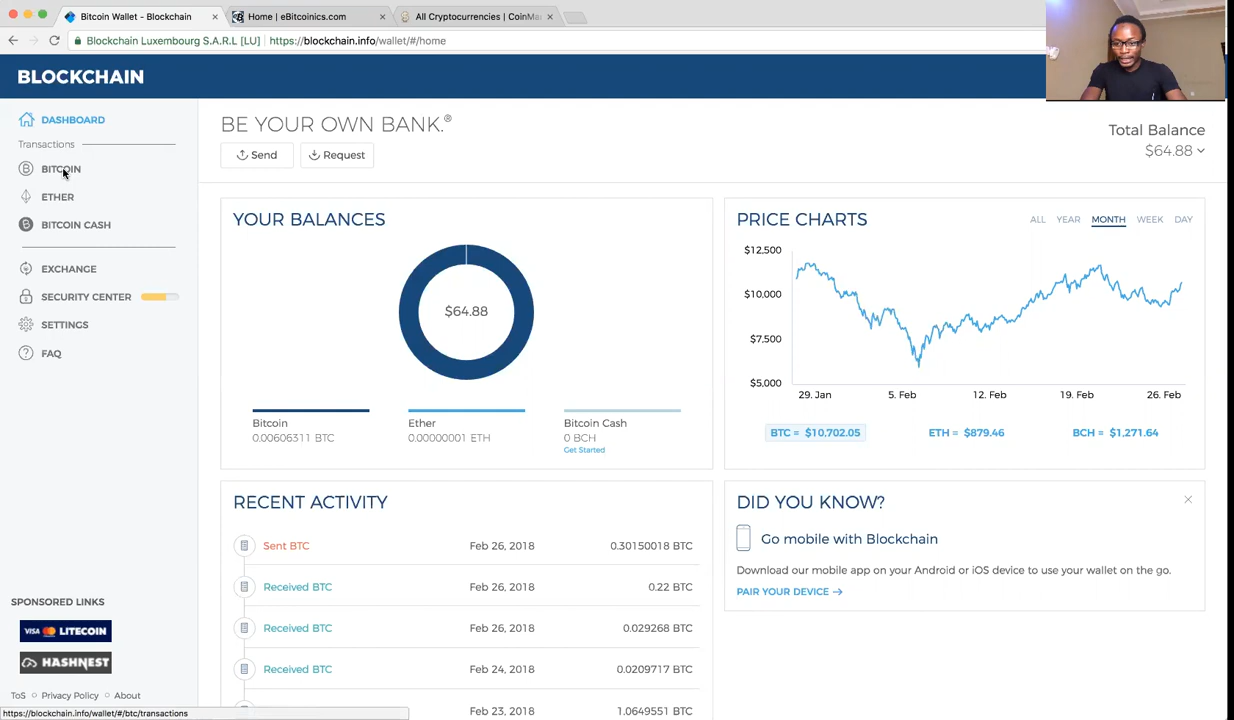 Bitcoin Wallet - Blockchain
Home | eBitcoinics.com
All Cryptocurrencies | CoinMar
Blockchain Luxembourg S.A.R.L [LU]
https://blockchain.info/wallet/#/home
BLOCKCHAIN
DASHBOARD
Transactions
BITCOIN
ETHER
BITCOIN CASH
EXCHANGE
SECURITY CENTER
SETTINGS
FAQ
SPONSORED LINKS
VISA LITECOIN
HASHNEST
ToS Privacy Policy About
https://blockchain.info/wallet/#/btc/transactions
BE YOUR OWN BANK.®
Send
Request
Total Balance
$64.88
YOUR BALANCES
$64.88
Bitcoin
0.00606311 BTC
Ether
0.00000001 ETH
Bitcoin Cash
0 BCH
Get Started
PRICE CHARTS
ALL YEAR MONTH WEEK DAY
$12,500
$10,000
$7,500
$5,000
29. Jan 5. Feb 12. Feb 19. Feb 26. Feb
BTC = $10,702.05 ETH = $879.46 BCH = $1,271.64
RECENT ACTIVITY
Sent BTC Feb 26, 2018 0.30150018 BTC
Received BTC Feb 26, 2018 0.22 BTC
Received BTC Feb 26, 2018 0.029268 BTC
Received BTC Feb 24, 2018 0.0209717 BTC
Feb 23, 2018 1.0649551 BTC
DID YOU KNOW?
Go mobile with Blockchain
Download our mobile app on your Android or iOS device to use your wallet on the go.
PAIR YOUR DEVICE